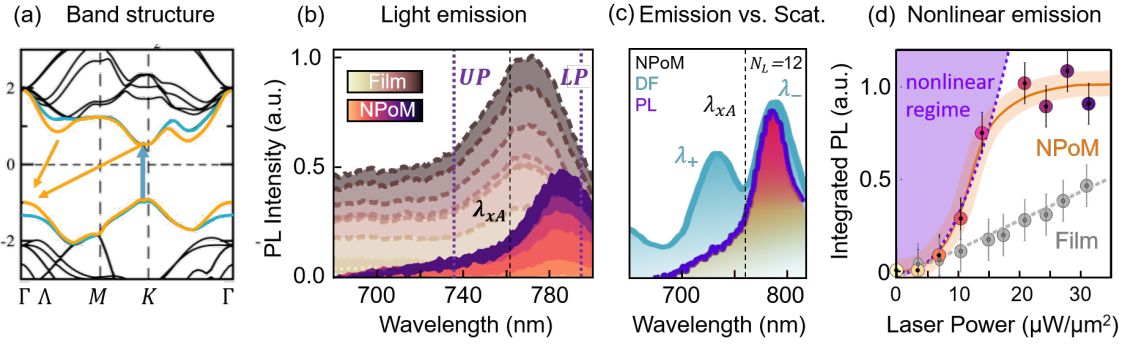 (a) Band structure
2
0
-2
Γ Λ M K Γ
(b) Light emission
PL Intensity (a.u.)
1.0
0.5
0.0
Film
NPoM
UP
LP
λxA
700 740 780
Wavelength (nm)
(c) Emission vs. Scat.
NPoM
DF
PL
NL=12
λxA
λ+
λ−
700 800
Wavelength (nm)
(d) Nonlinear emission
Integrated PL (a.u.)
1.0
0.5
0
nonlinear
regime
NPoM
Film
0 10 20 30
Laser Power (µW/µm²)